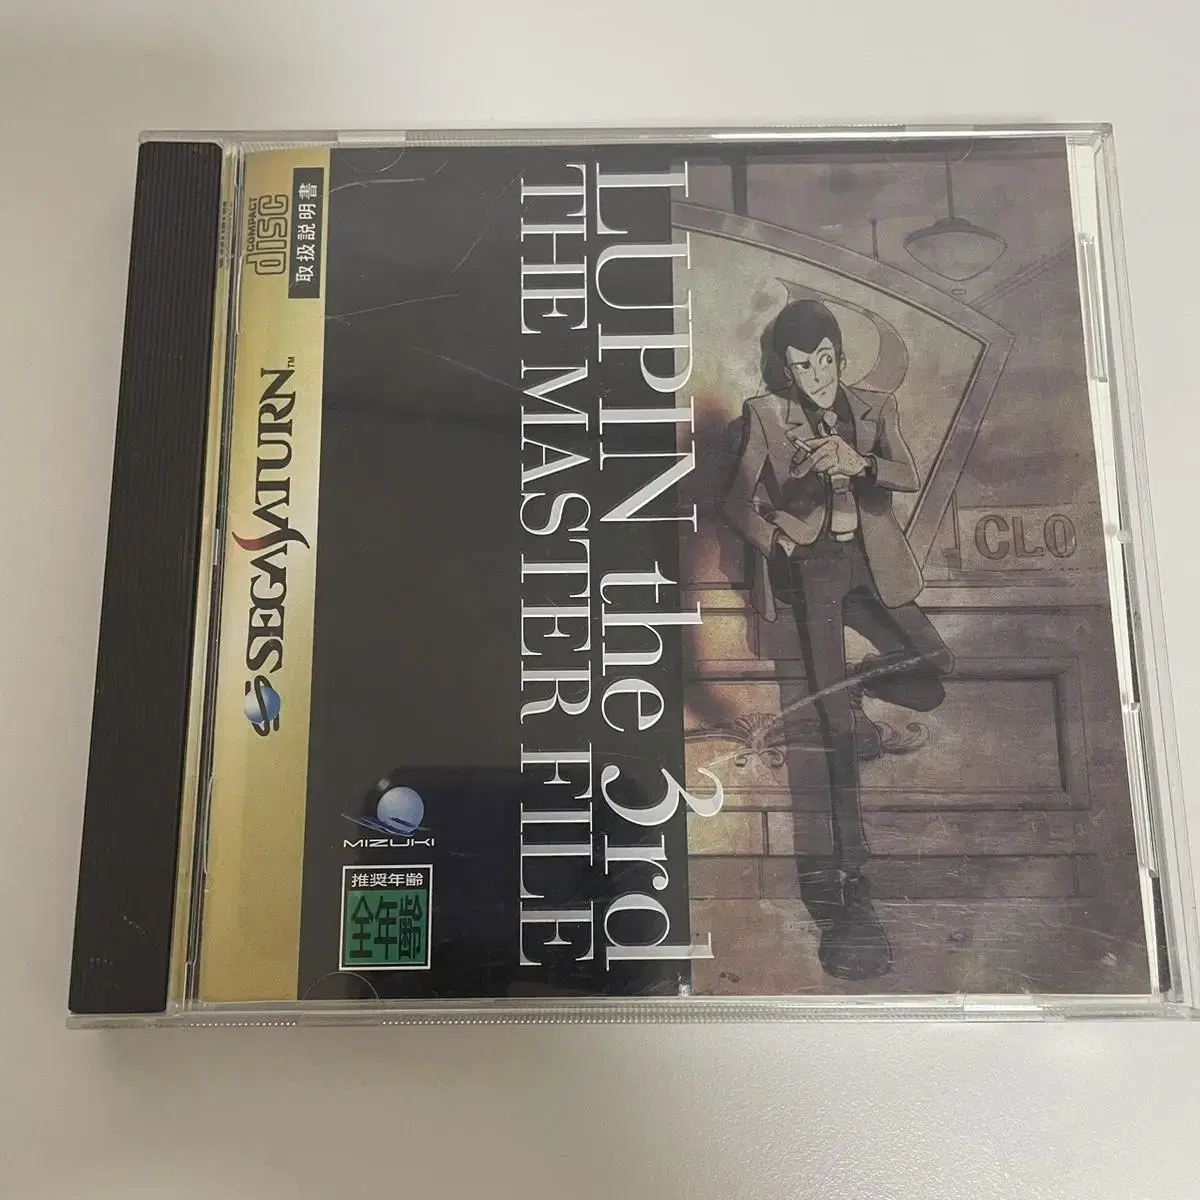 COMPACT
disc
取扱説明書
SEGA SATURN™
LUPIN the 3rd
THE MASTER FILE
CLO
MIZUKI
推奨年齢
全年齢